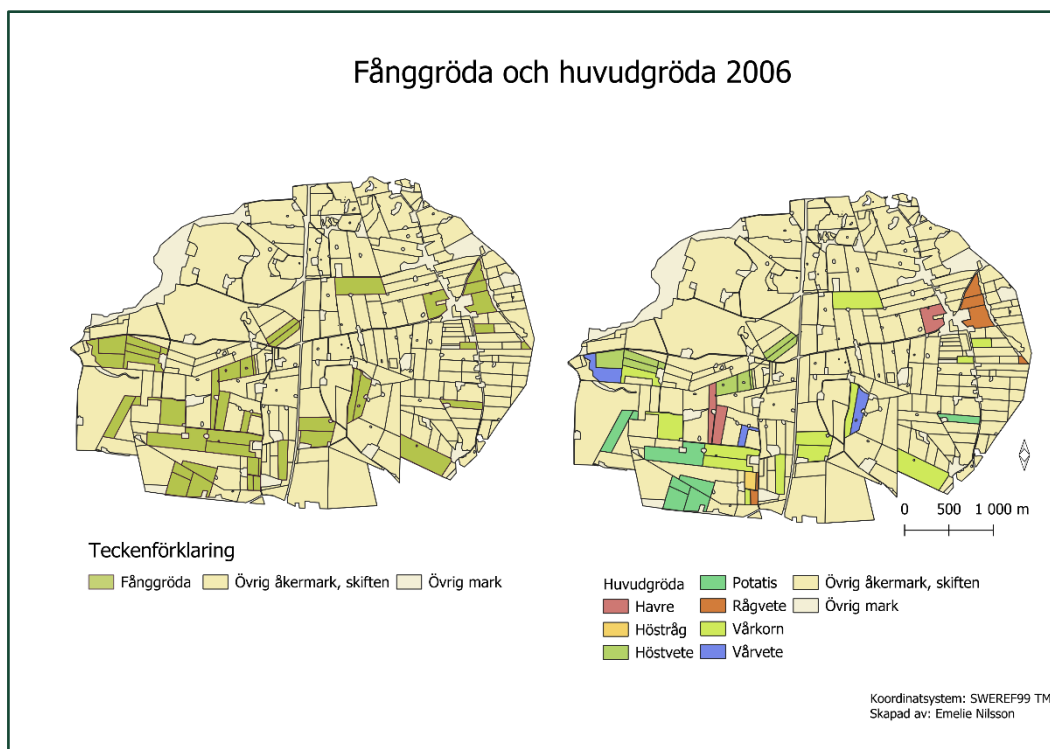 Fånggröda och huvudgröda 2006
Teckenförklaring
Fånggröda Övrig åkermark, skiften Övrig mark
0 500 1 000 m
Huvudgröda Potatis Övrig åkermark, skiften
Havre Rågvete Övrig mark
Höstråg Vårkorn
Höstvete Vårvete
Koordinatsystem: SWEREF99 TM
Skapad av: Emelie Nilsson